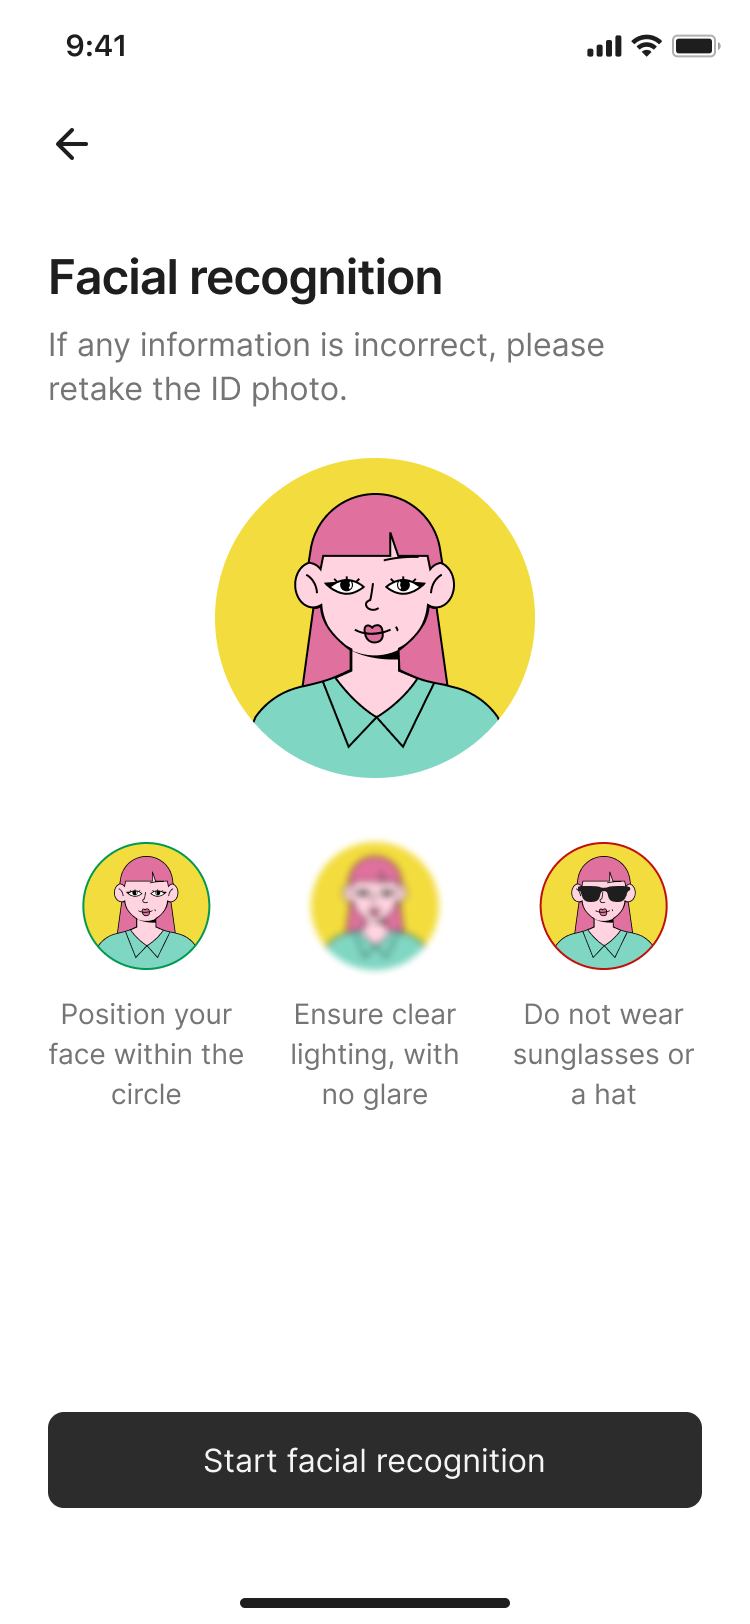 9:41
Facial recognition
If any information is incorrect, please
retake the ID photo.
Position your
face within the
circle
Ensure clear
lighting, with
no glare
Do not wear
sunglasses or
a hat
Start facial recognition